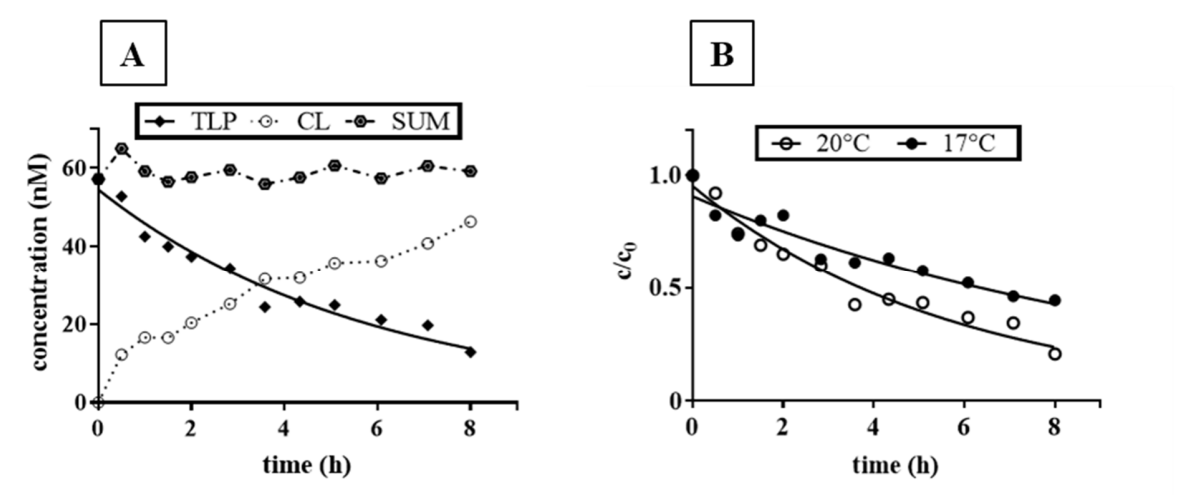 A
TLP CL SUM
60
40
20
0
0 2 4 6 8
concentration (nM)
time (h)
B
20°C 17°C
1.0
0.5
0
0 2 4 6 8
c/c₀
time (h)